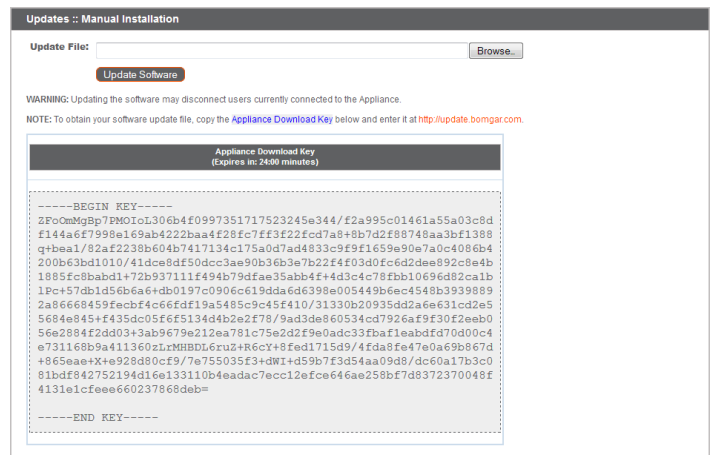 Updates :: Manual Installation
Update File:
Browse..
Update Software
WARNING: Updating the software may disconnect users currently connected to the Appliance.
NOTE: To obtain your software update file, copy the Appliance Download Key below and enter it at http://update.bomgar.com.
Appliance Download Key
(Expires in: 24:00 minutes)
-----BEGIN KEY-----
ZFoOmMgBp7PMOIoL306b4f0997351717523245e344/f2a995c01461a55a03c8d
f144a6f7998e169ab4222baa4f28fc7ff3f22fcd7a8+8b7d2f88748aa3bf1388
q+bea1/82af2238b604b7417134c175a0d7ad4833c9f9f1659e90e7a0c4086b4
200b63bd1010/41dce8df50dcc3ae90b36b3e7b22f4f03d0fc6d2dee892c8e4b
1885fc8babd1+72b937111f494b79dfae35abb4f+4d3c4c78fbb10696d82ca1b
1Pc+57db1d56b6a6+db0197c0906c619dda6d6398e005449b6ec4548b3939889
2a86668459fecbf4c66fdf19a5485c9c45f410/31330b20935dd2a6e631cd2e5
5684e845+f435dc05f6f5134d4b2e2f78/9ad3de860534cd7926af9f30f2eeb0
56e2884f2dd03+3ab9679e212ea781c75e2d2f9e0adc33fbaf1eabdfd70d00c4
e731168b9a411360zLrMHBDL6ruZ+R6cY+8fed1715d9/4fda8fe47e0a69b867d
+865eae+X+e928d80cf9/7e755035f3+dWI+d59b7f3d54aa09d8/dc60a17b3c0
81bdf842752194d16e133110b4eadac7ecc12efce646ae258bf7d8372370048f
4131e1cfeee660237868deb=
-----END KEY-----